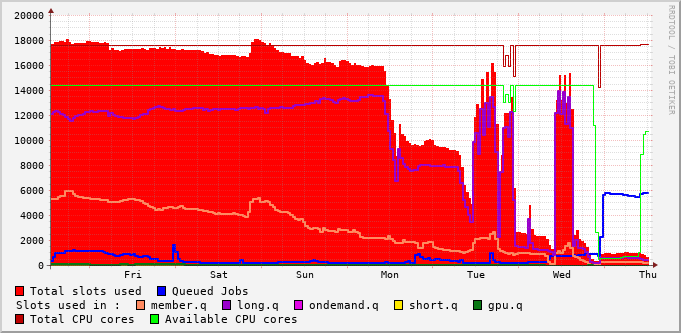 20000
18000
16000
14000
12000
10000
8000
6000
4000
2000
0
Fri Sat Sun Mon Tue Wed Thu
Total slots used Queued Jobs
Slots used in : member.q long.q ondemand.q short.q gpu.q
Total CPU cores Available CPU cores
RRDTOOL / TOBI OETIKER